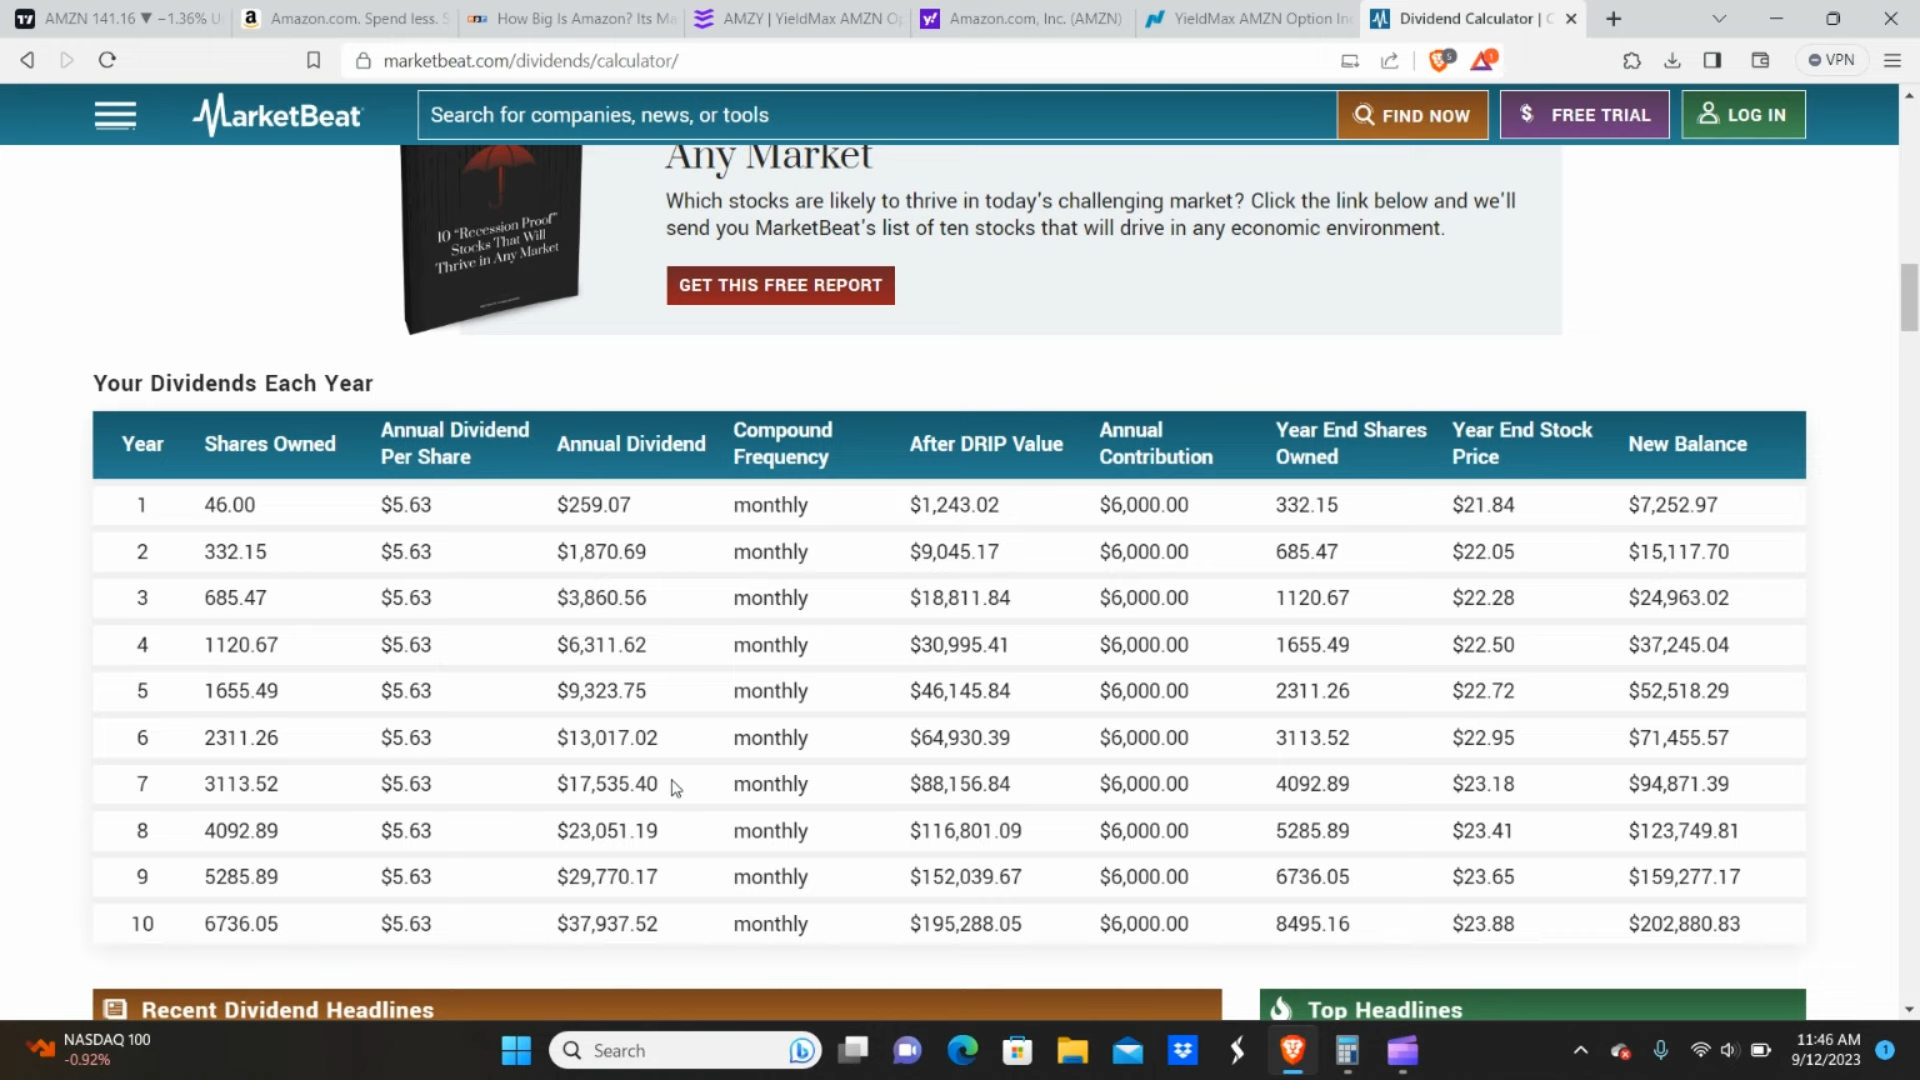 AMZN 141.16 ▼ −1.36% U
Amazon.com. Spend less. S
How Big Is Amazon? Its Ma
AMZY | YieldMax AMZN Op
Amazon.com, Inc. (AMZN)
YieldMax AMZN Option Inc
Dividend Calculator | C
marketbeat.com/dividends/calculator/
VPN
MarketBeat
Search for companies, news, or tools
FIND NOW
$ FREE TRIAL
LOG IN
10 "Recession Proof"
Stocks That Will
Thrive in Any Market
Any Market
Which stocks are likely to thrive in today's challenging market? Click the link below and we'll
send you MarketBeat's list of ten stocks that will drive in any economic environment.
GET THIS FREE REPORT
Your Dividends Each Year
Year Shares Owned Annual Dividend Per Share Annual Dividend Compound Frequency After DRIP Value Annual Contribution Year End Shares Owned Year End Stock Price New Balance
1 46.00 $5.63 $259.07 monthly $1,243.02 $6,000.00 332.15 $21.84 $7,252.97
2 332.15 $5.63 $1,870.69 monthly $9,045.17 $6,000.00 685.47 $22.05 $15,117.70
3 685.47 $5.63 $3,860.56 monthly $18,811.84 $6,000.00 1120.67 $22.28 $24,963.02
4 1120.67 $5.63 $6,311.62 monthly $30,995.41 $6,000.00 1655.49 $22.50 $37,245.04
5 1655.49 $5.63 $9,323.75 monthly $46,145.84 $6,000.00 2311.26 $22.72 $52,518.29
6 2311.26 $5.63 $13,017.02 monthly $64,930.39 $6,000.00 3113.52 $22.95 $71,455.57
7 3113.52 $5.63 $17,535.40 monthly $88,156.84 $6,000.00 4092.89 $23.18 $94,871.39
8 4092.89 $5.63 $23,051.19 monthly $116,801.09 $6,000.00 5285.89 $23.41 $123,749.81
9 5285.89 $5.63 $29,770.17 monthly $152,039.67 $6,000.00 6736.05 $23.65 $159,277.17
10 6736.05 $5.63 $37,937.52 monthly $195,288.05 $6,000.00 8495.16 $23.88 $202,880.83
Recent Dividend Headlines
Top Headlines
NASDAQ 100
-0.92%
Search
11:46 AM
9/12/2023
1